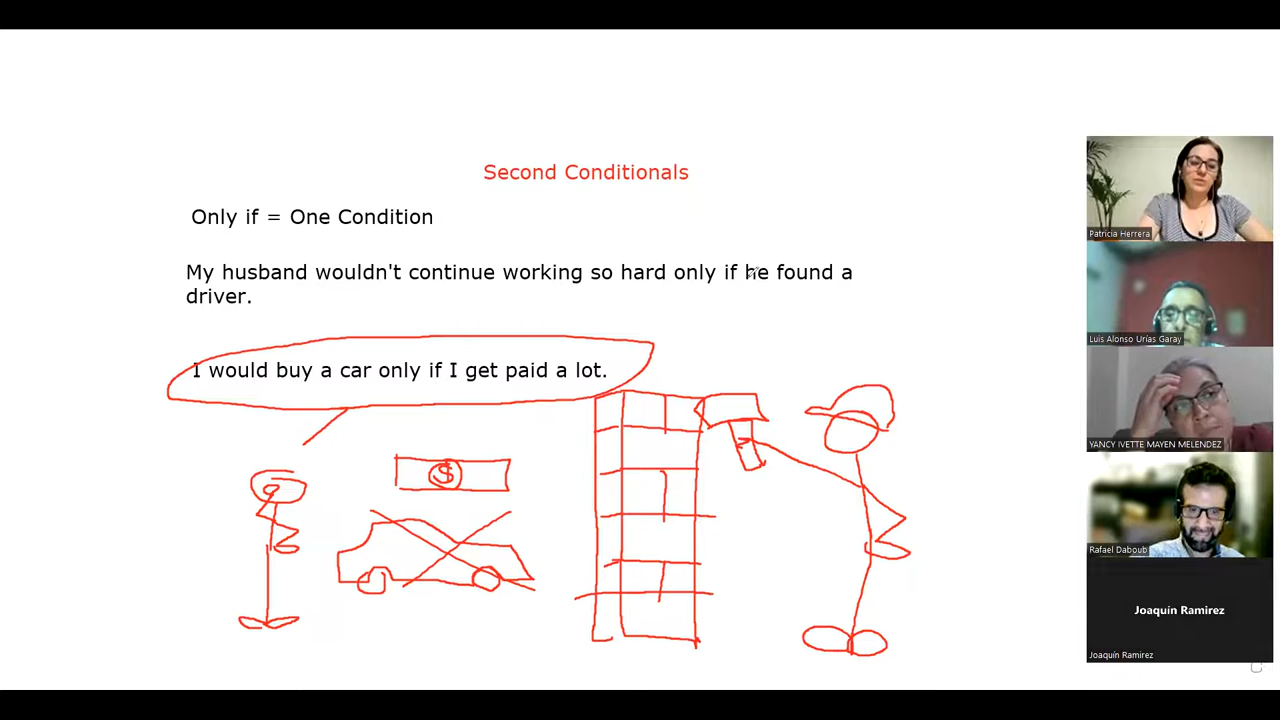 Second Conditionals
Only if = One Condition
My husband wouldn't continue working so hard only if he found a
driver.
I would buy a car only if I get paid a lot.
$
Patricia Herrera
Luis Alonso Urías Garay
YANCY IVETTE MAYEN MELENDEZ
Rafael Daboub
Joaquín Ramirez
Joaquín Ramirez